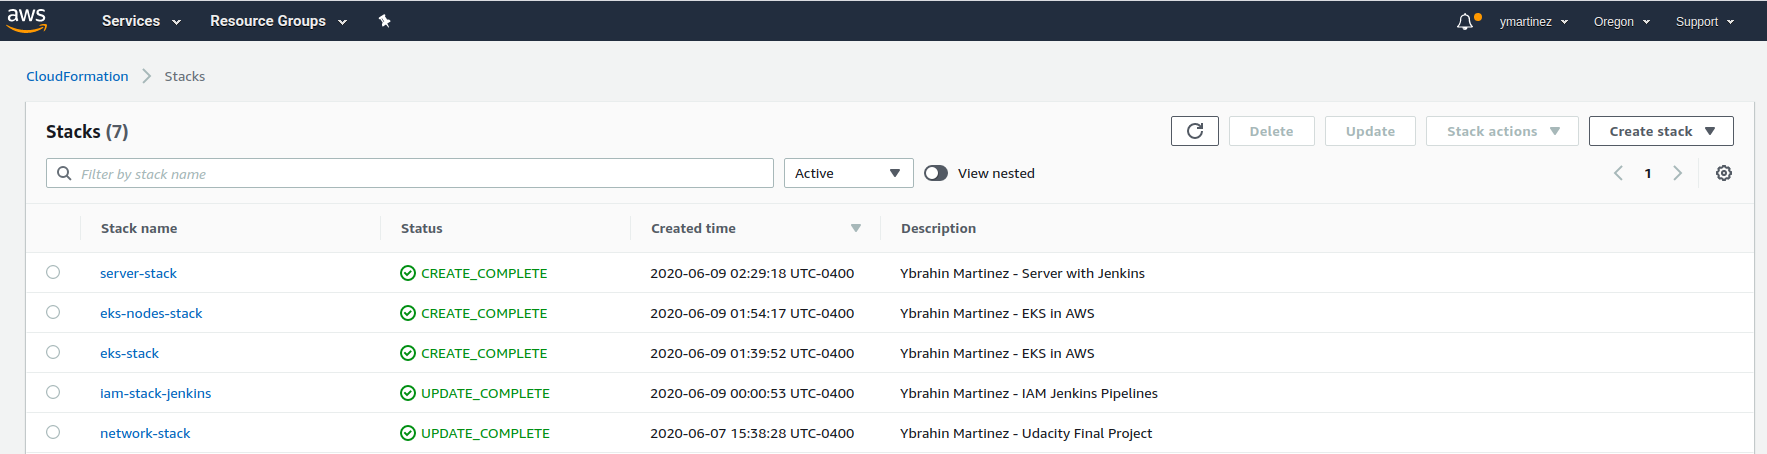 aws Services Resource Groups ymartinez Oregon Support
CloudFormation Stacks
Stacks (7) Delete Update Stack actions Create stack
Filter by stack name Active View nested 1
Stack name Status Created time Description
server-stack CREATE_COMPLETE 2020-06-09 02:29:18 UTC-0400 Ybrahin Martinez - Server with Jenkins
eks-nodes-stack CREATE_COMPLETE 2020-06-09 01:54:17 UTC-0400 Ybrahin Martinez - EKS in AWS
eks-stack CREATE_COMPLETE 2020-06-09 01:39:52 UTC-0400 Ybrahin Martinez - EKS in AWS
iam-stack-jenkins UPDATE_COMPLETE 2020-06-09 00:00:53 UTC-0400 Ybrahin Martinez - IAM Jenkins Pipelines
network-stack UPDATE_COMPLETE 2020-06-07 15:38:28 UTC-0400 Ybrahin Martinez - Udacity Final Project